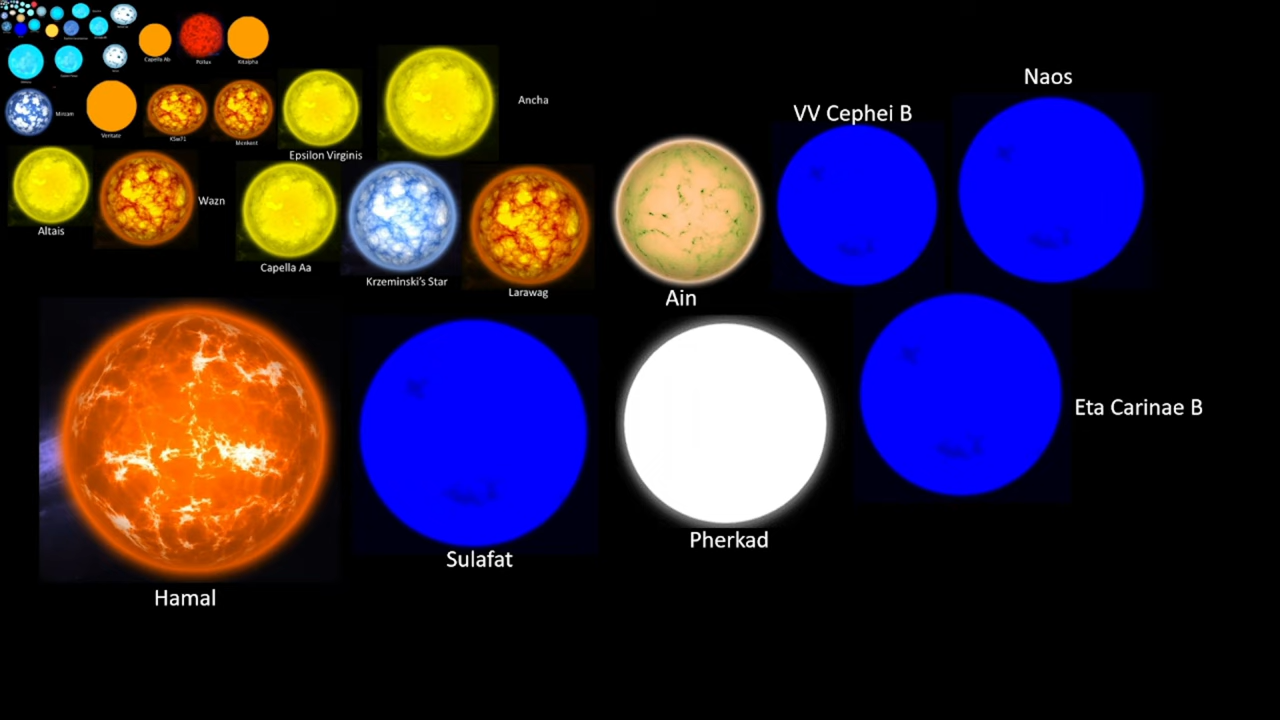 Capella Ab
Pollux
Kitalpha
Mirzam
Veritate
KSw71
Menkent
Epsilon Virginis
Ancha
Naos
VV Cephei B
Altais
Wazn
Capella Aa
Krzeminski's Star
Larawag
Ain
Eta Carinae B
Pherkad
Sulafat
Hamal